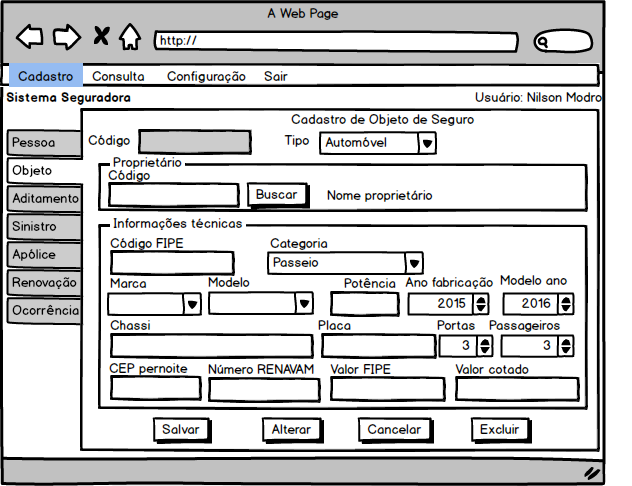 A Web Page
http://
Cadastro Consulta Configuração Sair
Sistema Seguradora Usuário: Nilson Modro
Cadastro de Objeto de Seguro
Pessoa
Objeto
Aditamento
Sinistro
Apólice
Renovação
Ocorrência
Código Tipo Automóvel
Proprietário
Código
Buscar Nome proprietário
Informações técnicas
Código FIPE Categoria
Passeio
Marca Modelo Potência Ano fabricação Modelo ano
2015 2016
Chassi Placa Portas Passageiros
3 3
CEP pernoite Número RENAVAM Valor FIPE Valor cotado
Salvar Alterar Cancelar Excluir